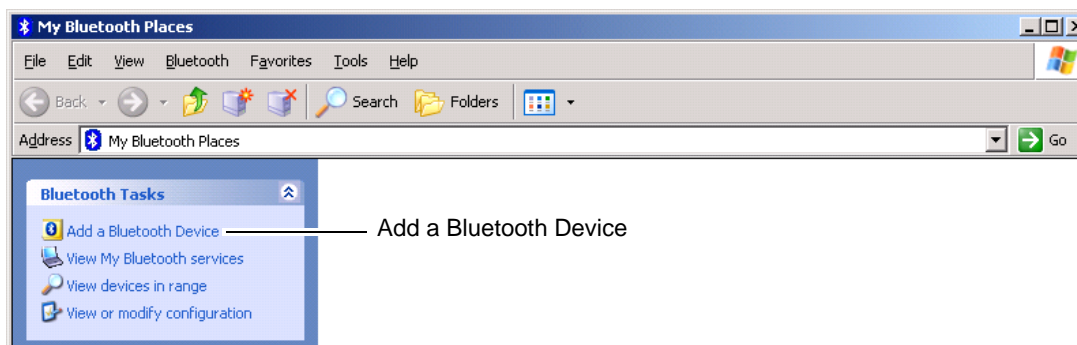 My Bluetooth Places
File Edit View Bluetooth Favorites Tools Help
Back Search Folders
Address My Bluetooth Places Go
Bluetooth Tasks
Add a Bluetooth Device Add a Bluetooth Device
View My Bluetooth services
View devices in range
View or modify configuration